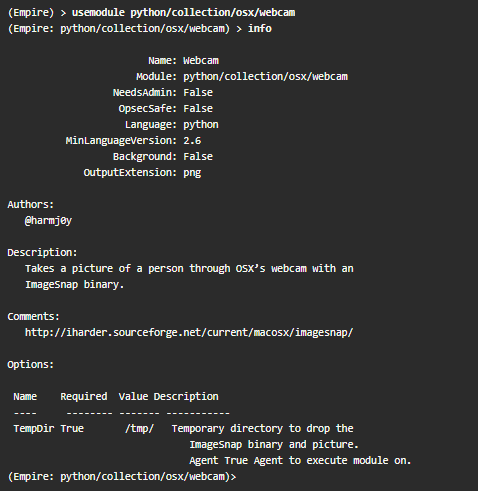 (Empire) > usemodule python/collection/osx/webcam
(Empire: python/collection/osx/webcam) > info
Name: Webcam
Module: python/collection/osx/webcam
NeedsAdmin: False
OpsecSafe: False
Language: python
MinLanguageVersion: 2.6
Background: False
OutputExtension: png
Authors:
@harmj0y
Description:
Takes a picture of a person through OSX’s webcam with an
ImageSnap binary.
Comments:
http://iharder.sourceforge.net/current/macosx/imagesnap/
Options:
Name Required Value Description
---- -------- ------- -----------
TempDir True /tmp/ Temporary directory to drop the
ImageSnap binary and picture.
Agent True Agent to execute module on.
(Empire: python/collection/osx/webcam)>